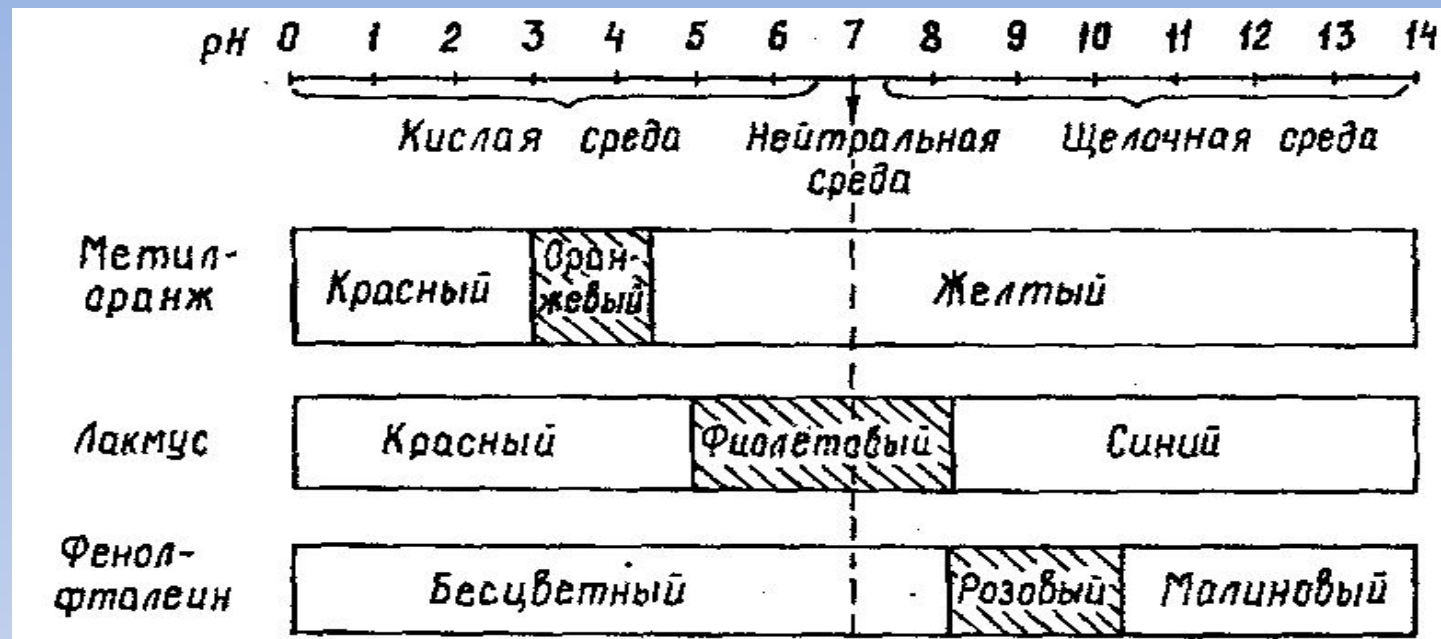 pH 0 1 2 3 4 5 6 7 8 9 10 11 12 13 14
Кислая среда Нейтральная среда Щелочная среда
Метил-
оранж
Красный
Оран-
жевый
Желтый
Лакмус
Красный
Фиолетовый
Синий
Фенол-
фталеин
Бесцветный
Розовый
Малиновый